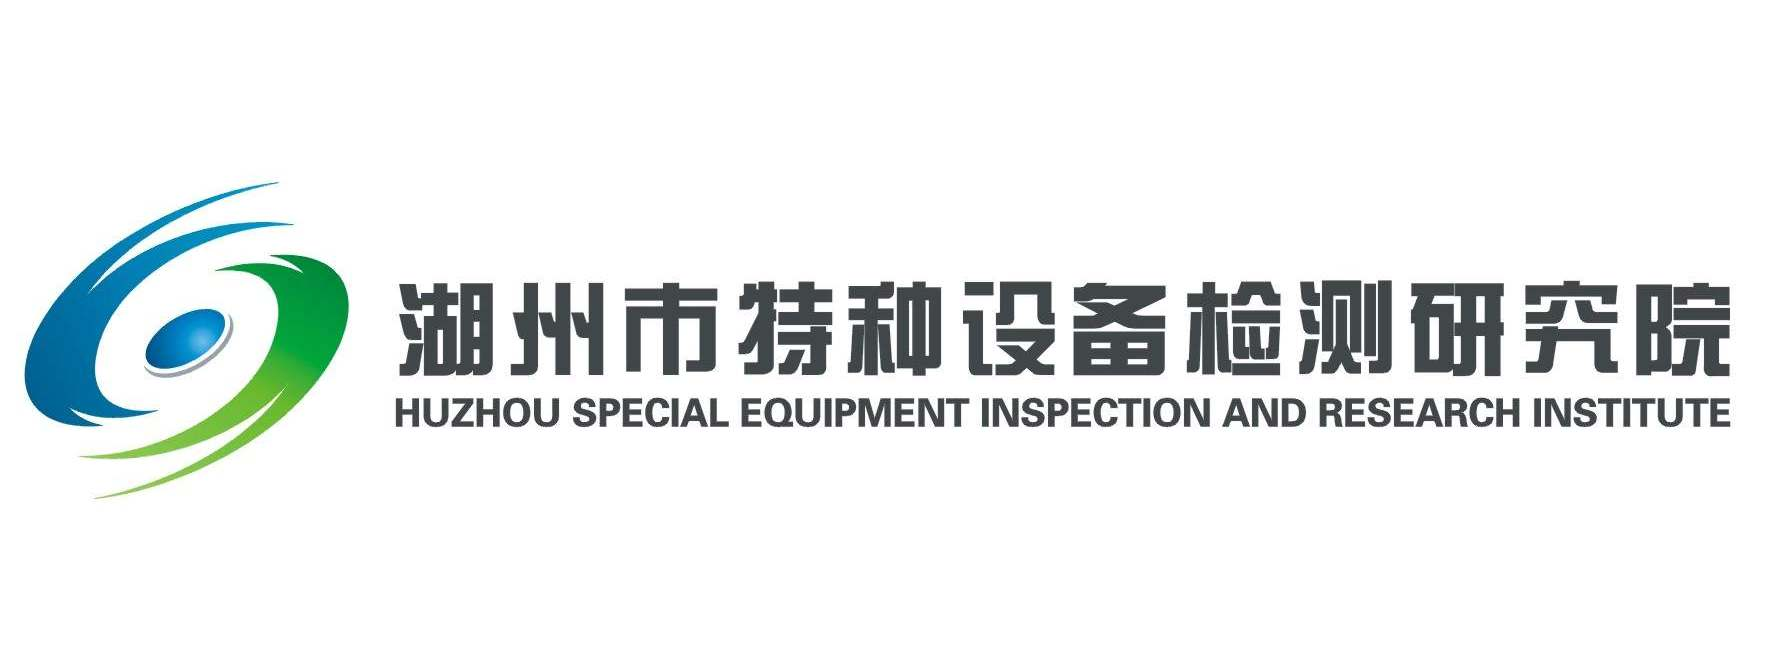 湖州市特种设备检测研究院
HUZHOU SPECIAL EQUIPMENT INSPECTION AND RESEARCH INSTITUTE